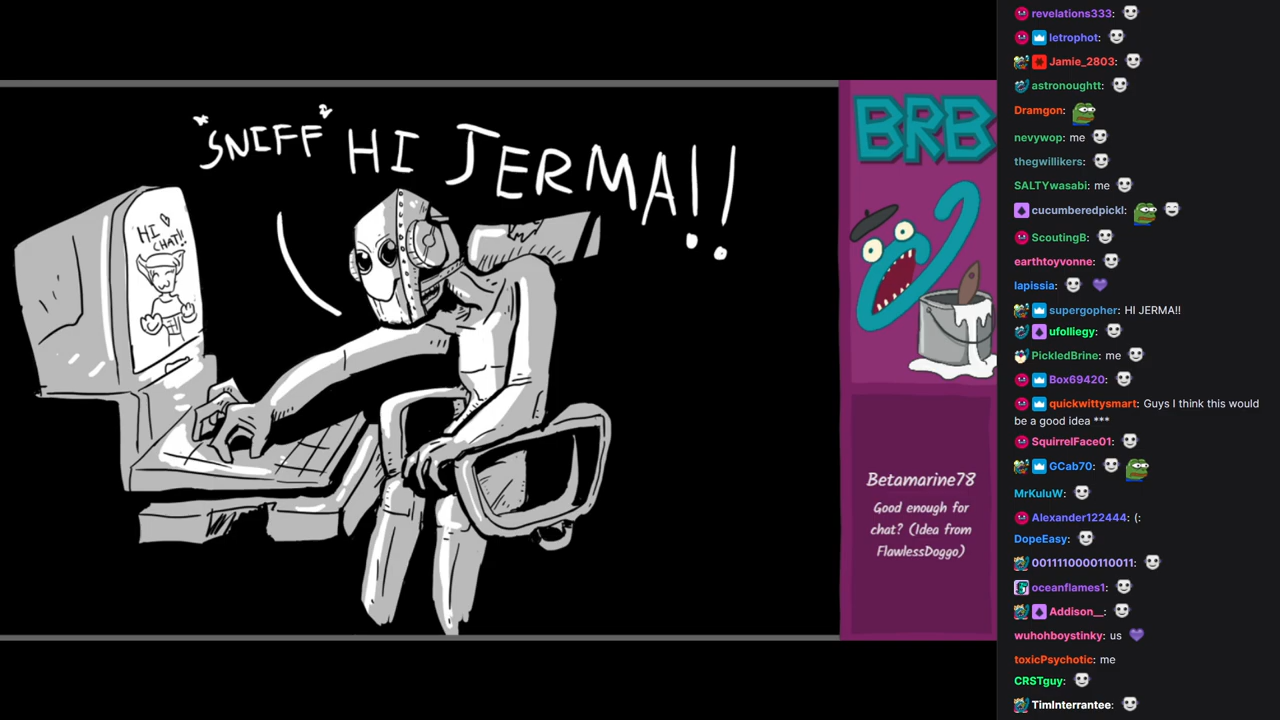 *SNIFF* HI JERMA!!
HI
CHAT!!
BRB
Betamarine78
Good enough for
chat? (Idea from
FlawlessDoggo)
revelations333:
letrophot:
Jamie_2803:
astronoughtt:
Dramgon:
nevywop: me
thegwillikers:
SALTYwasabi: me
cucumberedpickl:
ScoutingB:
earthtoyvonne:
lapissia:
supergopher: HI JERMA!!
ufolliegy:
PickledBrine: me
Box69420:
quickwittysmart: Guys I think this would
be a good idea ***
SquirrelFace01:
GCab70:
MrKuluW:
Alexander122444: (:
DopeEasy:
0011110000110011:
oceanflames1:
Addison__:
wuhohboystinky: us
toxicPsychotic: me
CRSTguy:
TimInterrantee: